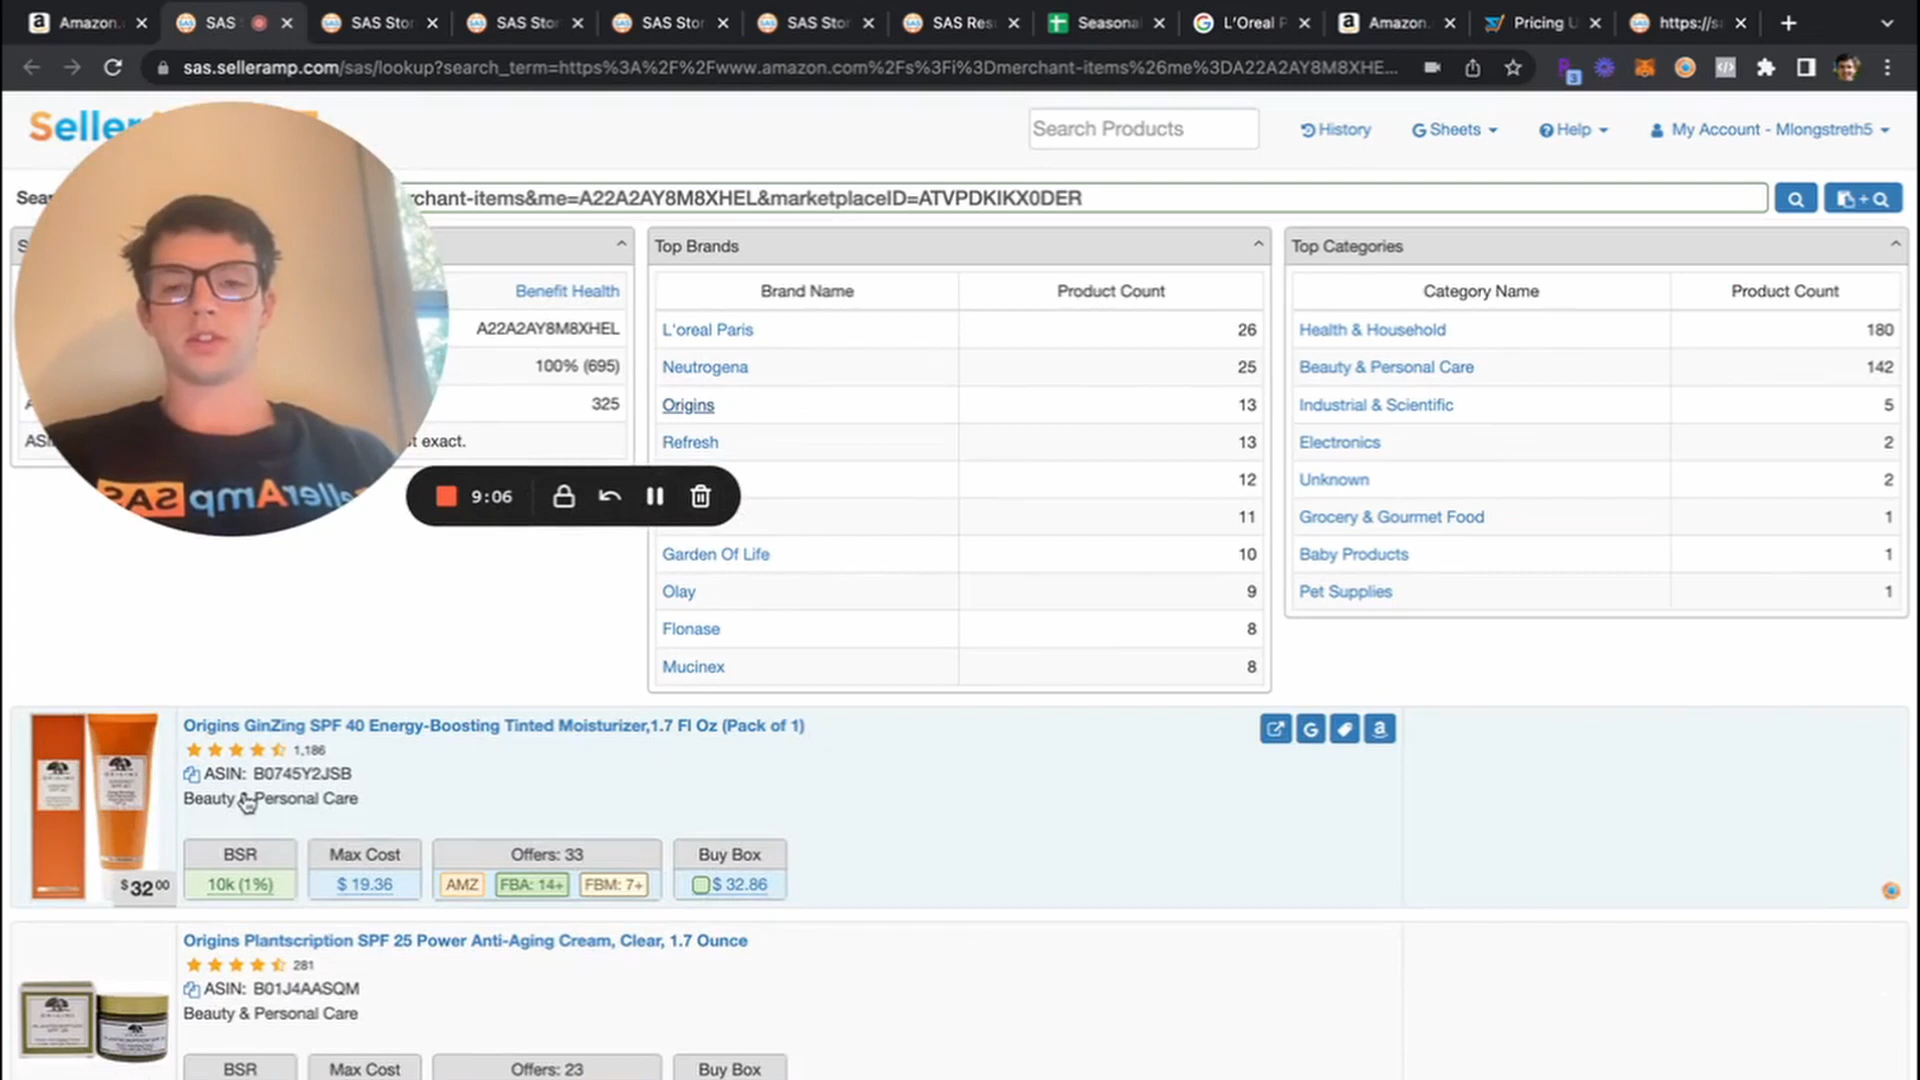 Amazon.
SAS
SAS Stor
SAS Stor
SAS Stor
SAS Stor
SAS Res
Seasona
L'Oreal P
Amazon.
Pricing U
https://s
sas.selleramp.com/sas/lookup?search_term=https%3A%2F%2Fwww.amazon.com%2Fs%3Fi%3Dmerchant-items%26me%3DA22A2AY8M8XHE...
3
Seller
Search Products
History
Sheets
Help
My Account - Mlongstreth5
Sea
rchant-items&me=A22A2AY8M8XHEL&marketplaceID=ATVPDKIKX0DER
S
Benefit Health
A22A2AY8M8XHEL
100% (695)
A
325
ASI
t exact.
SellerAmp SAS
9:06
Top Brands
Brand Name Product Count
L'oreal Paris 26
Neutrogena 25
Origins 13
Refresh 13
12
11
Garden Of Life 10
Olay 9
Flonase 8
Mucinex 8
Top Categories
Category Name Product Count
Health & Household 180
Beauty & Personal Care 142
Industrial & Scientific 5
Electronics 2
Unknown 2
Grocery & Gourmet Food 1
Baby Products 1
Pet Supplies 1
Origins GinZing SPF 40 Energy-Boosting Tinted Moisturizer,1.7 Fl Oz (Pack of 1)
1,186
ASIN: B0745Y2JSB
Beauty & Personal Care
$32.00
BSR Max Cost Offers: 33 Buy Box
10k (1%) $ 19.36 AMZ FBA: 14+ FBM: 7+ $ 32.86
Origins Plantscription SPF 25 Power Anti-Aging Cream, Clear, 1.7 Ounce
281
ASIN: B01J4AASQM
Beauty & Personal Care
BSR Max Cost Offers: 23 Buy Box